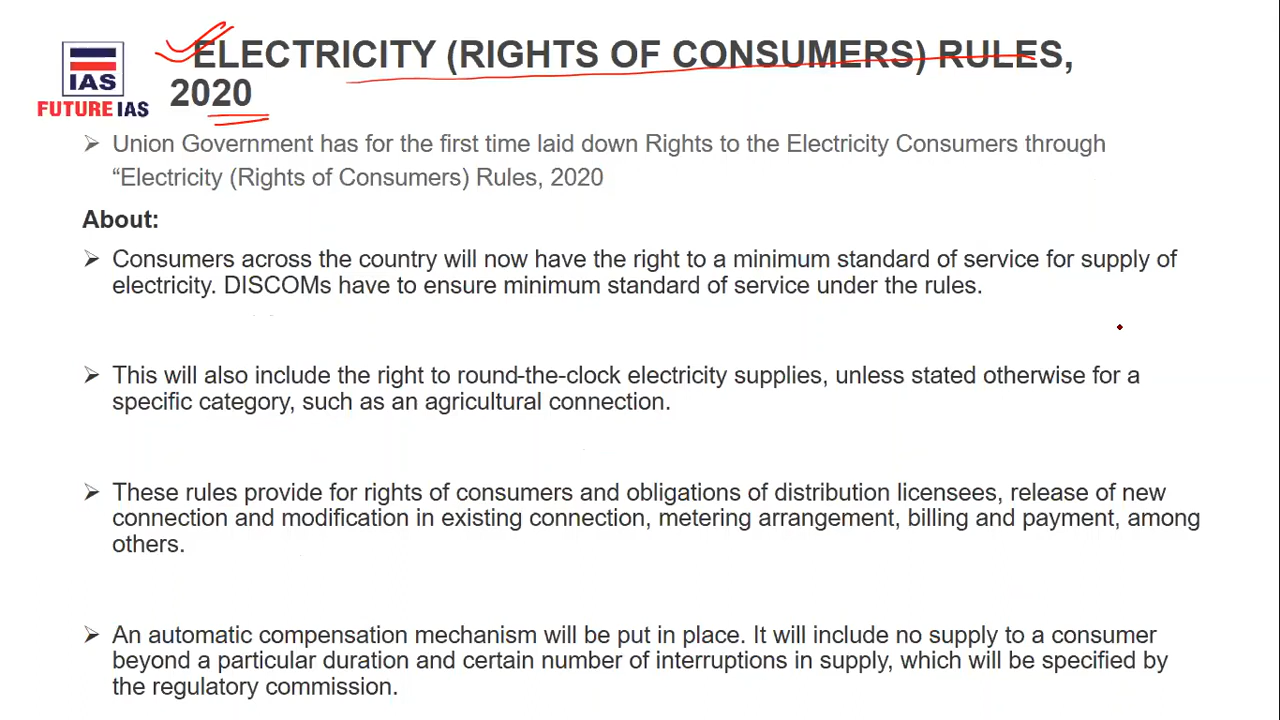 ELECTRICITY (RIGHTS OF CONSUMERS) RULES,
2020
IAS
FUTURE IAS
➢ Union Government has for the first time laid down Rights to the Electricity Consumers through
“Electricity (Rights of Consumers) Rules, 2020
About:
➢ Consumers across the country will now have the right to a minimum standard of service for supply of
electricity. DISCOMs have to ensure minimum standard of service under the rules.
➢ This will also include the right to round-the-clock electricity supplies, unless stated otherwise for a
specific category, such as an agricultural connection.
➢ These rules provide for rights of consumers and obligations of distribution licensees, release of new
connection and modification in existing connection, metering arrangement, billing and payment, among
others.
➢ An automatic compensation mechanism will be put in place. It will include no supply to a consumer
beyond a particular duration and certain number of interruptions in supply, which will be specified by
the regulatory commission.